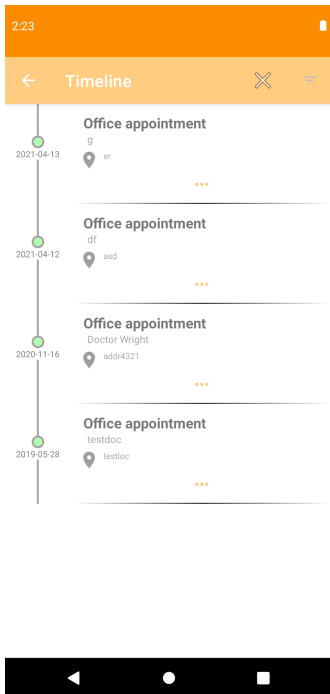 2:23
Timeline
Office appointment
g
2021-04-13
er
Office appointment
df
2021-04-12
asd
Office appointment
Doctor Wright
2020-11-16
addr4321
Office appointment
testdoc
2019-05-28
testloc